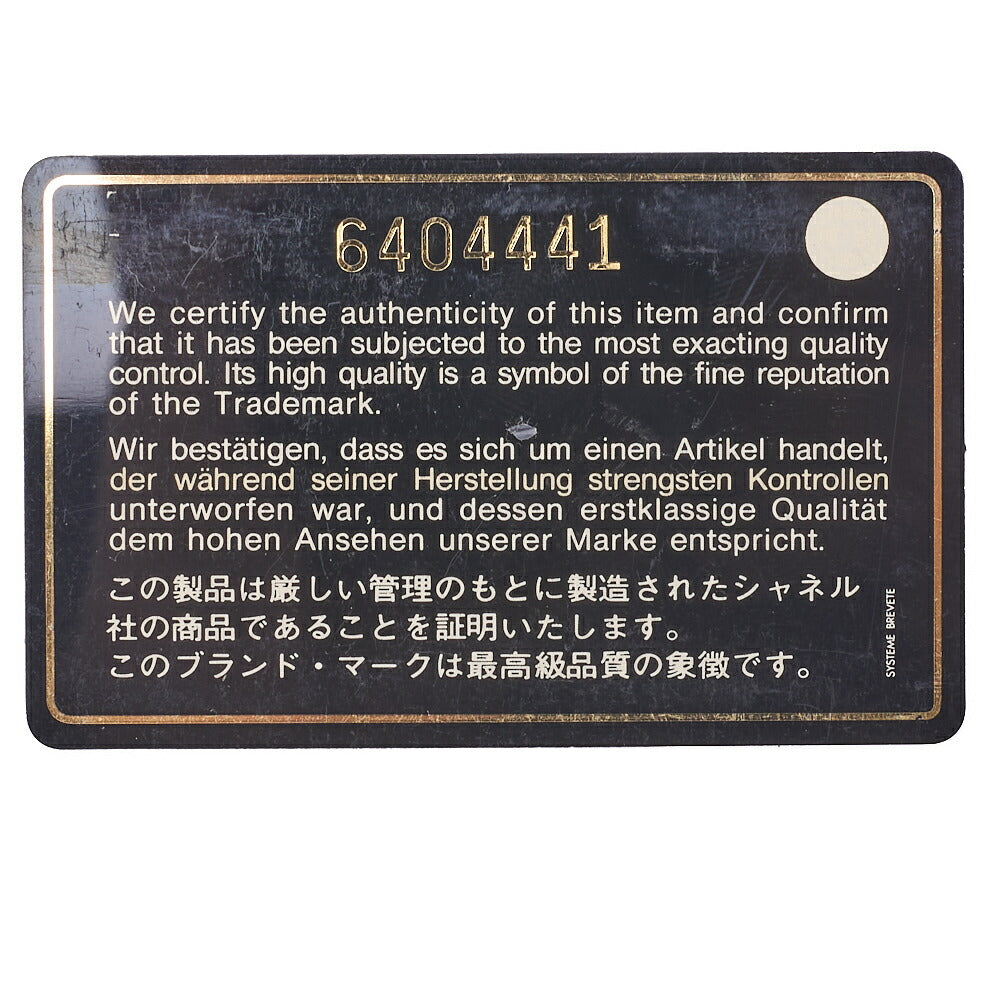 6404441
We certify the authenticity of this item and confirm
that it has been subjected to the most exacting quality
control. Its high quality is a symbol of the fine reputation
of the Trademark.
Wir bestätigen, dass es sich um einen Artikel handelt,
der während seiner Herstellung strengsten Kontrollen
unterworfen war, und dessen erstklassige Qualität
dem hohen Ansehen unserer Marke entspricht.
この製品は厳しい管理のもとに製造されたシャネル
社の商品であることを証明いたします。
このブランド・マークは最高級品質の象徴です。
SYSTEME BREVETE